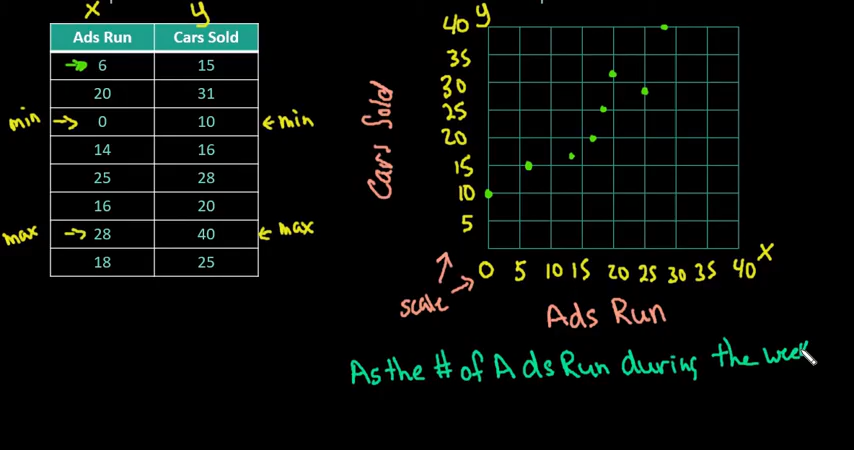 x y
Ads Run Cars Sold
6 15
20 31
min 0 10 min
14 16
25 28
16 20
max 28 40 max
18 25
y
40
35
30
25
20
15
10
5
Cars Sold
0 5 10 15 20 25 30 35 40 x
scale
Ads Run
As the # of Ads Run during the wee